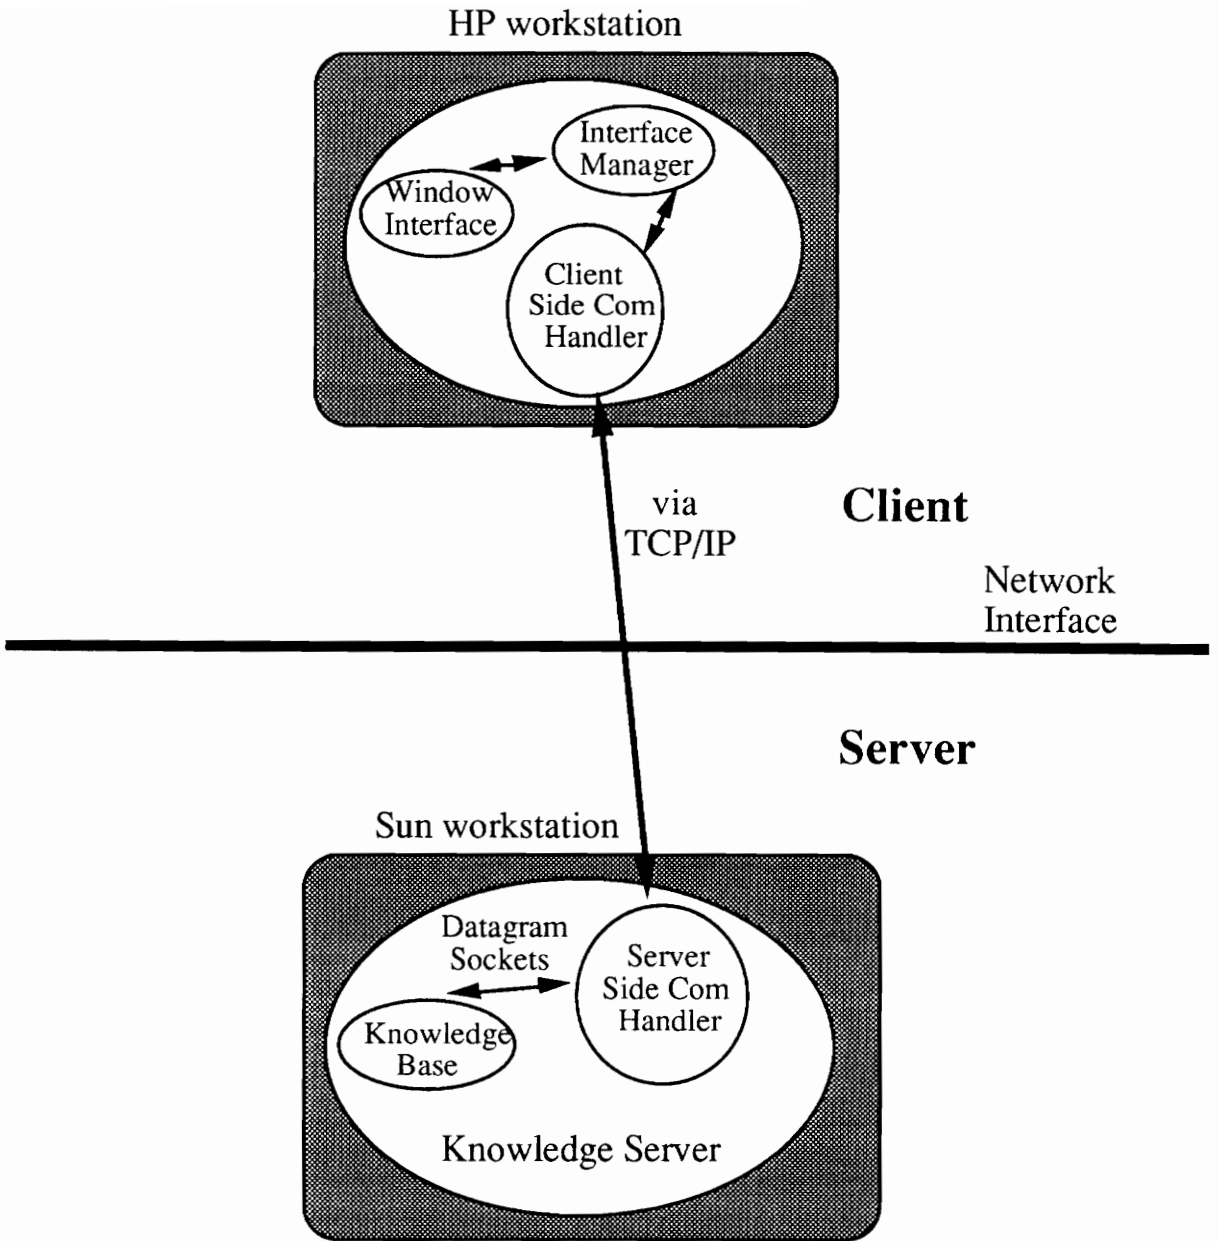 HP workstation
Interface
Manager
Window
Interface
Client
Side Com
Handler
via
TCP/IP
Client
Network
Interface
Server
Sun workstation
Datagram
Sockets
Server
Side Com
Handler
Knowledge
Base
Knowledge Server